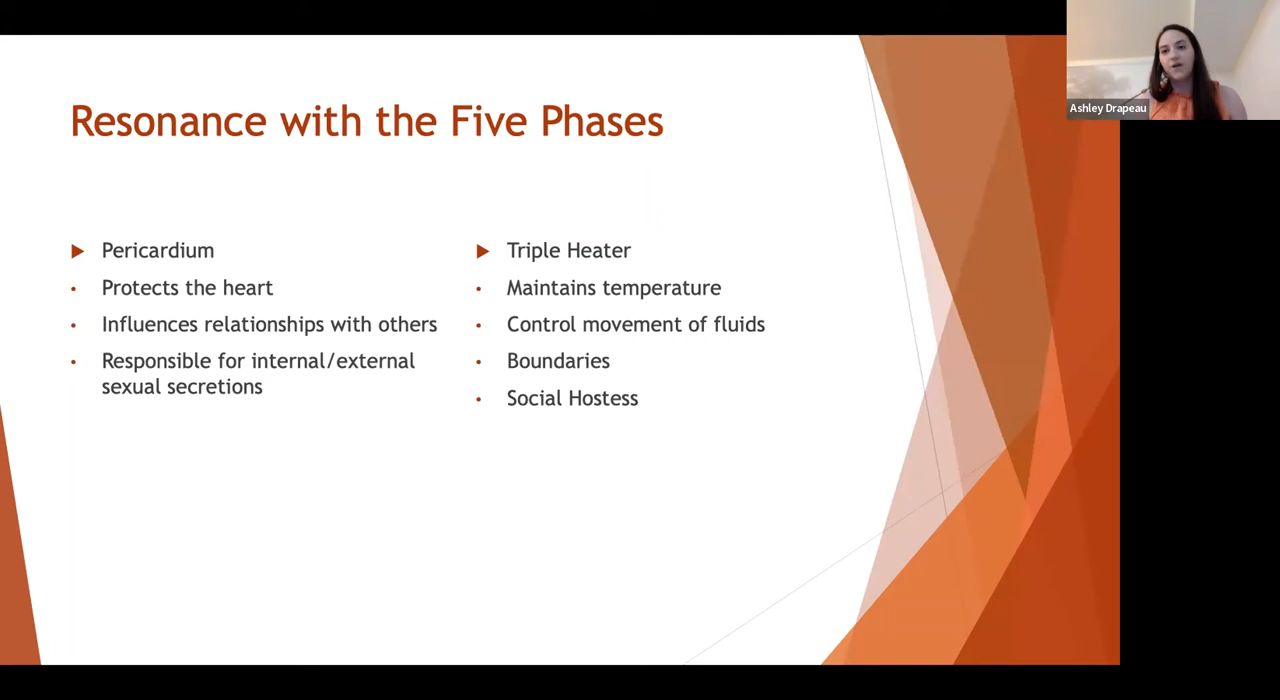 Ashley Drapeau
Resonance with the Five Phases
Pericardium
• Protects the heart
• Influences relationships with others
• Responsible for internal/external
sexual secretions
Triple Heater
• Maintains temperature
• Control movement of fluids
• Boundaries
• Social Hostess